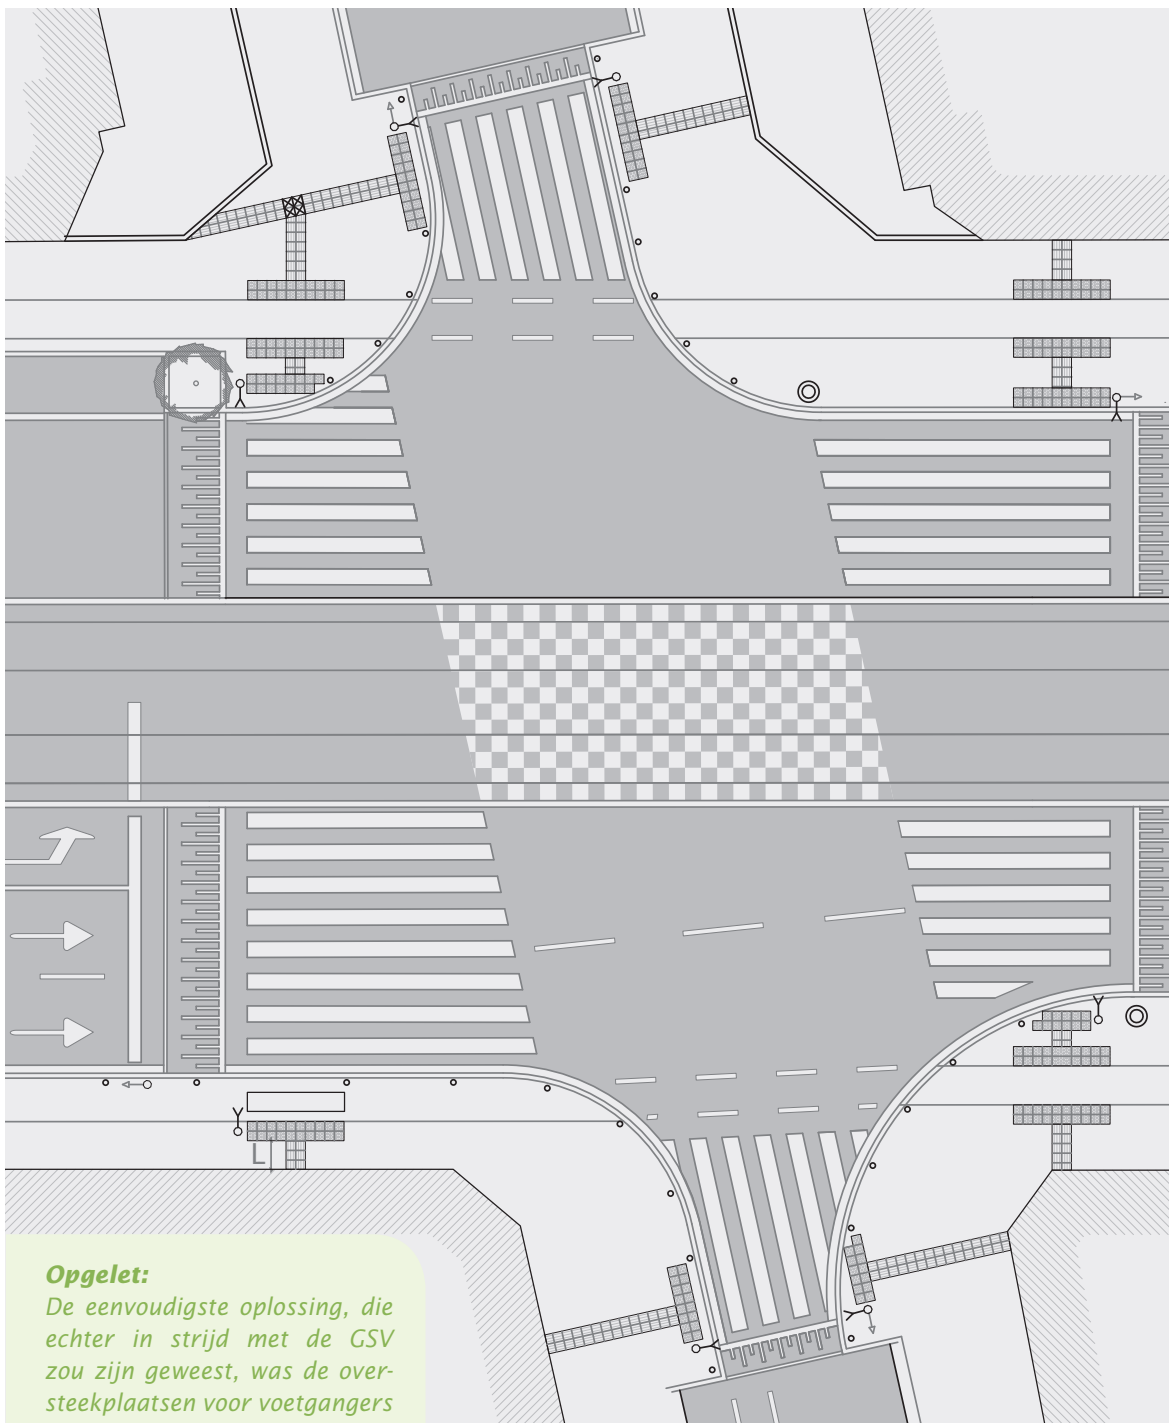 L
Opgelet:
De eenvoudigste oplossing, die
echter in strijd met de GSV
zou zijn geweest, was de over-
steekplaatsen voor voetgangers